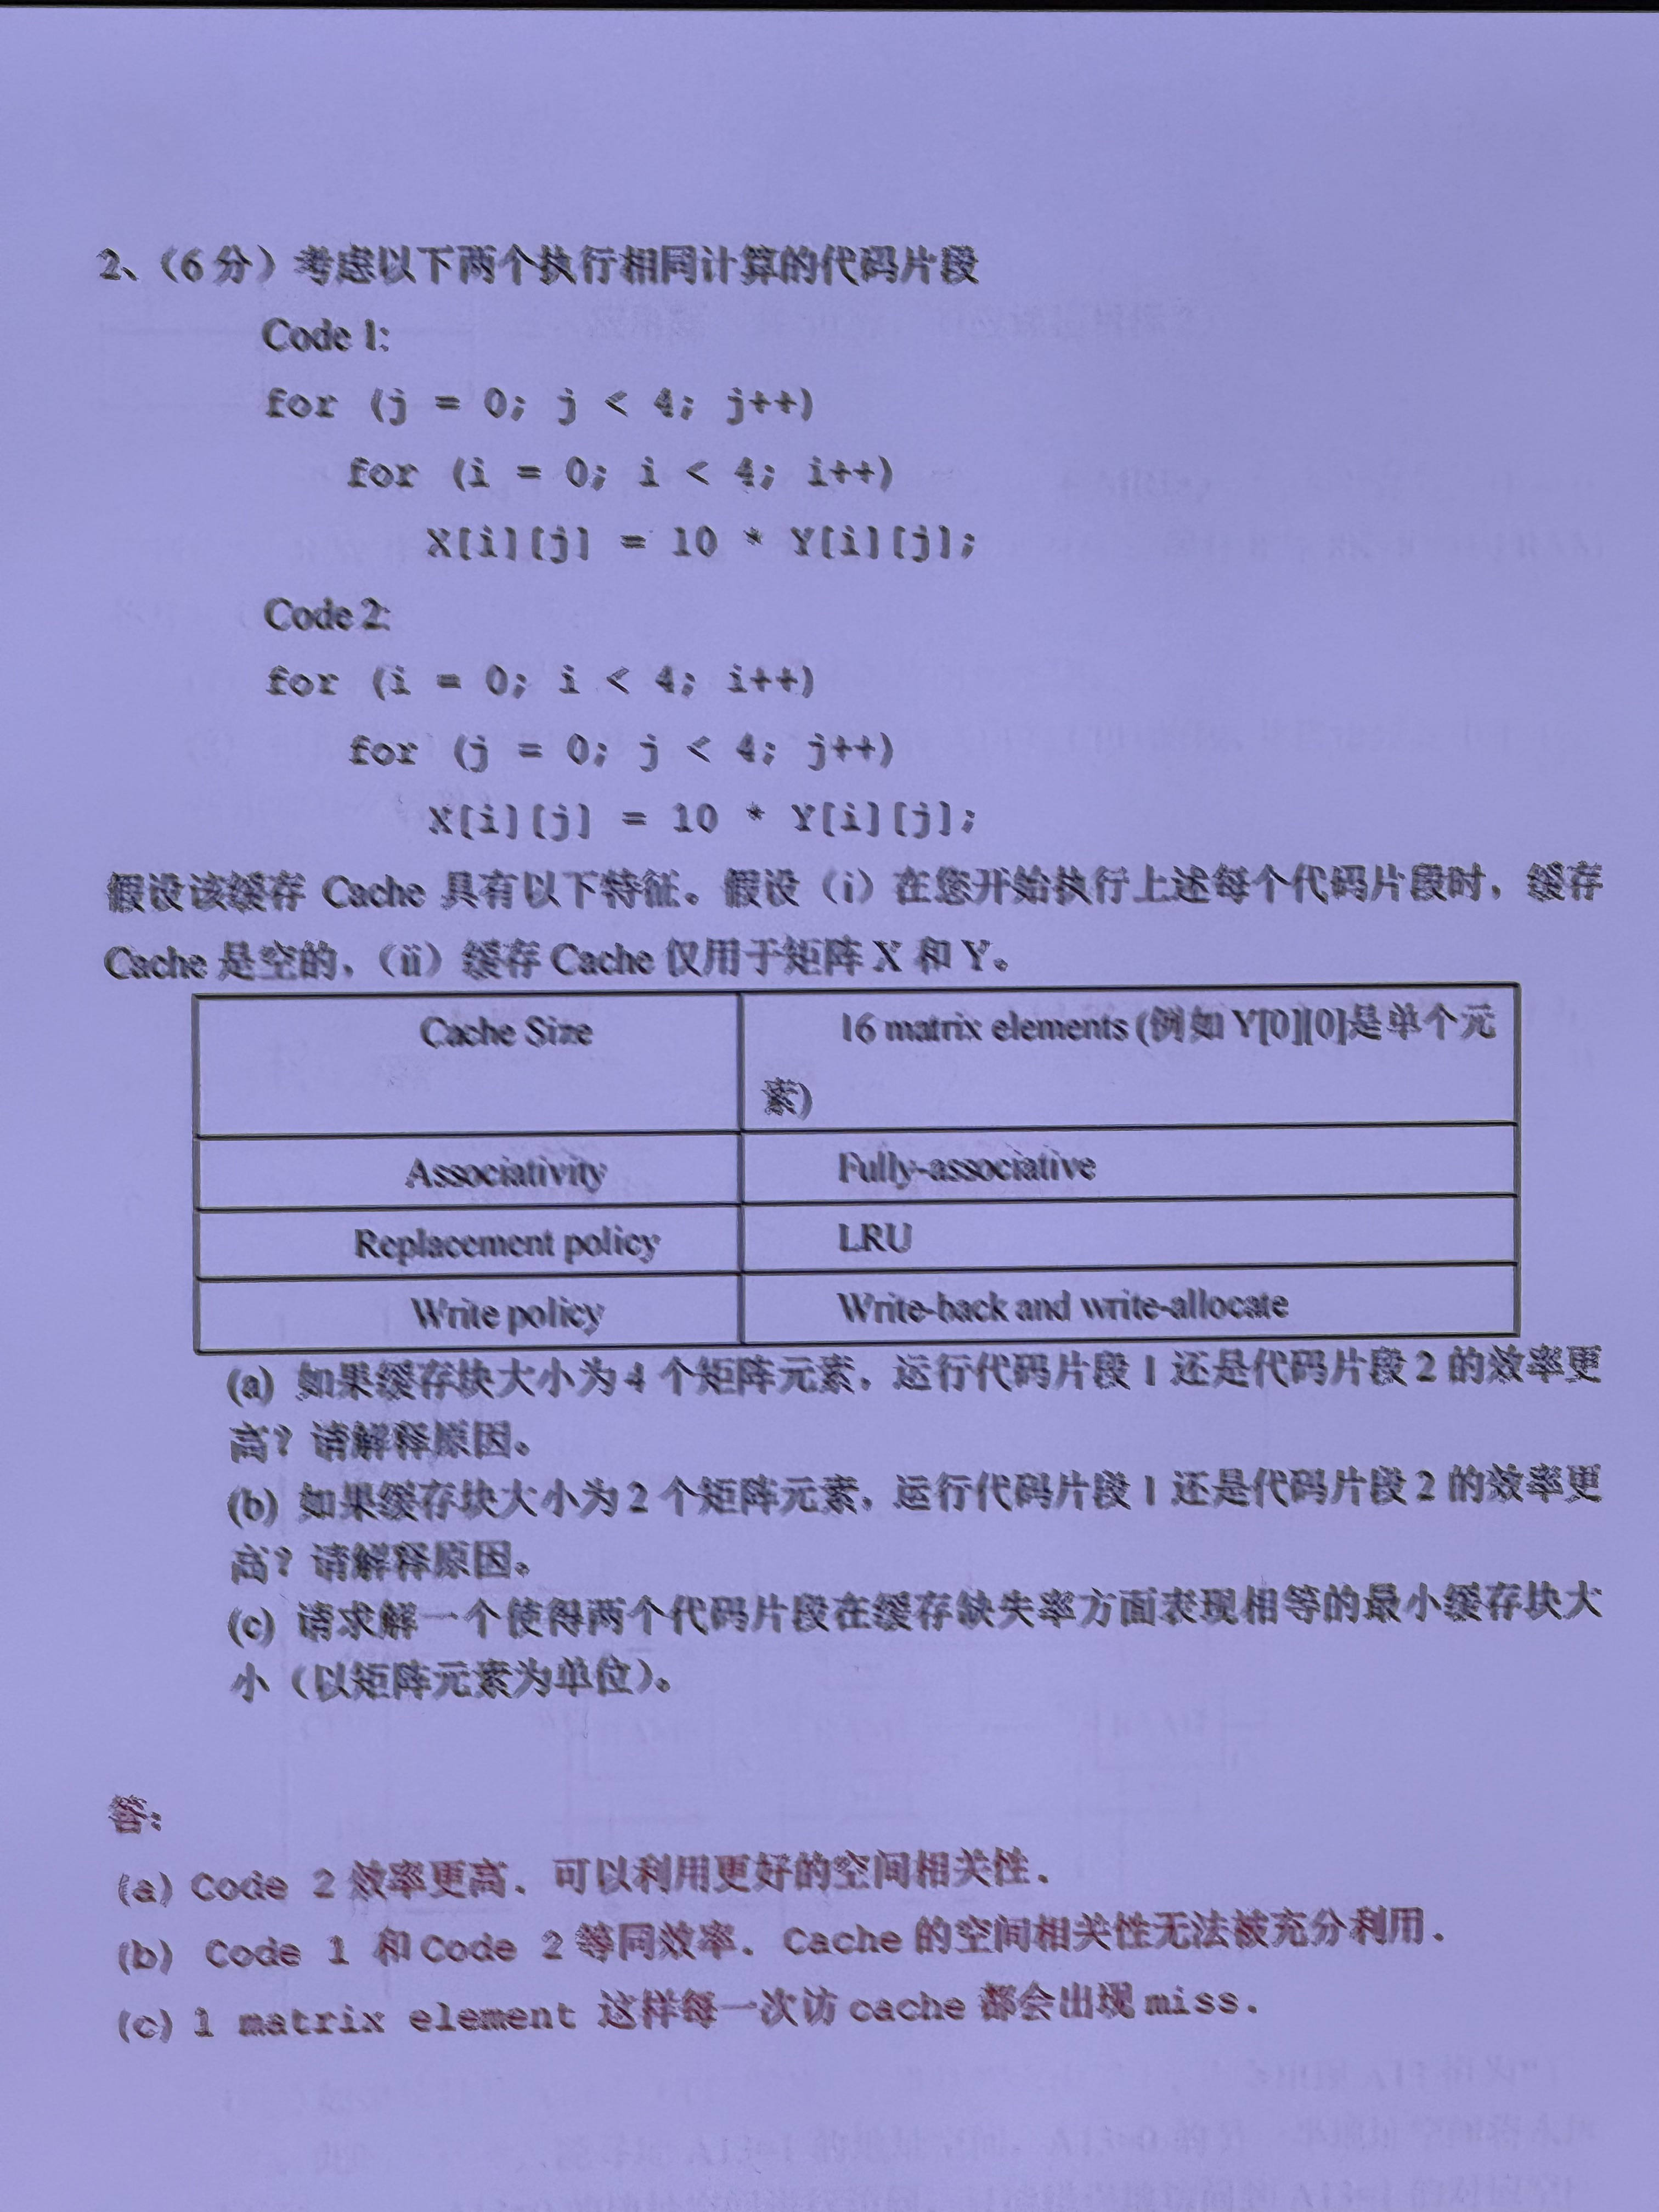 2、（6 分）考虑以下两个执行相同计算的代码片段
Code 1:
for (j = 0; j < 4; j++)
for (i = 0; i < 4; i++)
X[i][j] = 10 * Y[i][j];
Code 2:
for (i = 0; i < 4; i++)
for (j = 0; j < 4; j++)
X[i][j] = 10 * Y[i][j];
假设该缓存 Cache 具有以下特征。假设（i）在您开始执行上述每个代码片段时，缓存
Cache 是空的，（ii）缓存 Cache 仅用于矩阵 X 和 Y。
Cache Size
16 matrix elements (例如 Y[0][0]是单个元
素)
Associativity
Fully-associative
Replacement policy
LRU
Write policy
Write-back and write-allocate
(a) 如果缓存块大小为 4 个矩阵元素，运行代码片段 1 还是代码片段 2 的效率更
高？请解释原因。
(b) 如果缓存块大小为 2 个矩阵元素，运行代码片段 1 还是代码片段 2 的效率更
高？请解释原因。
(c) 请求解一个使得两个代码片段在缓存缺失率方面表现相等的最小缓存块大
小（以矩阵元素为单位）。
答：
(a) Code 2 效率更高．可以利用更好的空间相关性．
(b) Code 1 和 Code 2 等同效率．Cache 的空间相关性无法被充分利用．
(c) 1 matrix element 这样每一次访 cache 都会出现 miss.